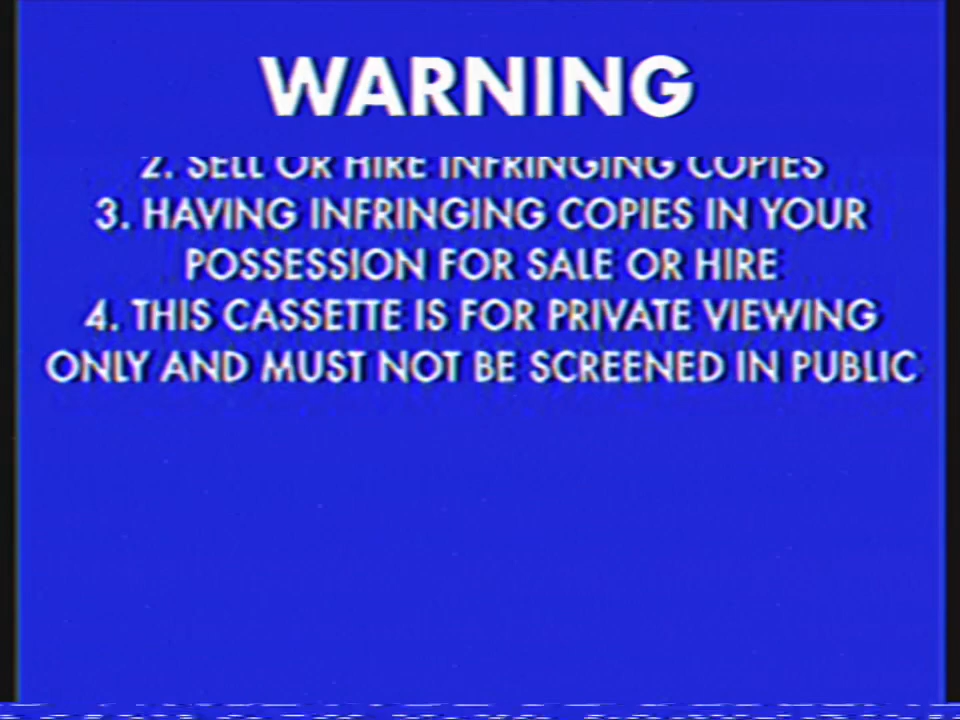 WARNING
2. SELL OR HIRE INFRINGING COPIES
3. HAVING INFRINGING COPIES IN YOUR
POSSESSION FOR SALE OR HIRE
4. THIS CASSETTE IS FOR PRIVATE VIEWING
ONLY AND MUST NOT BE SCREENED IN PUBLIC